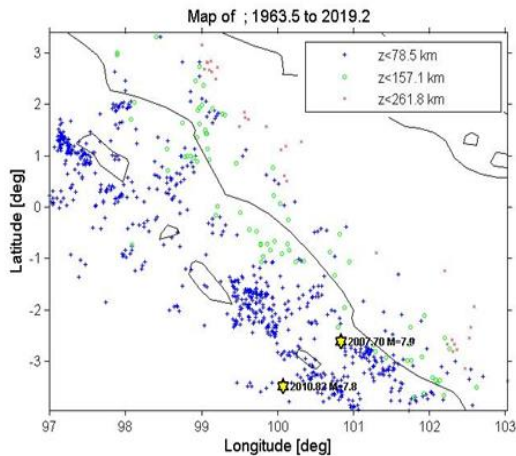 Map of ; 1963.5 to 2019.2
z<78.5 km
z<157.1 km
z<261.8 km
Latitude [deg]
3
2
1
0
-1
-2
-3
2007.70 M=7.9
2010.82 M=7.8
97 98 99 100 101 102 103
Longitude [deg]